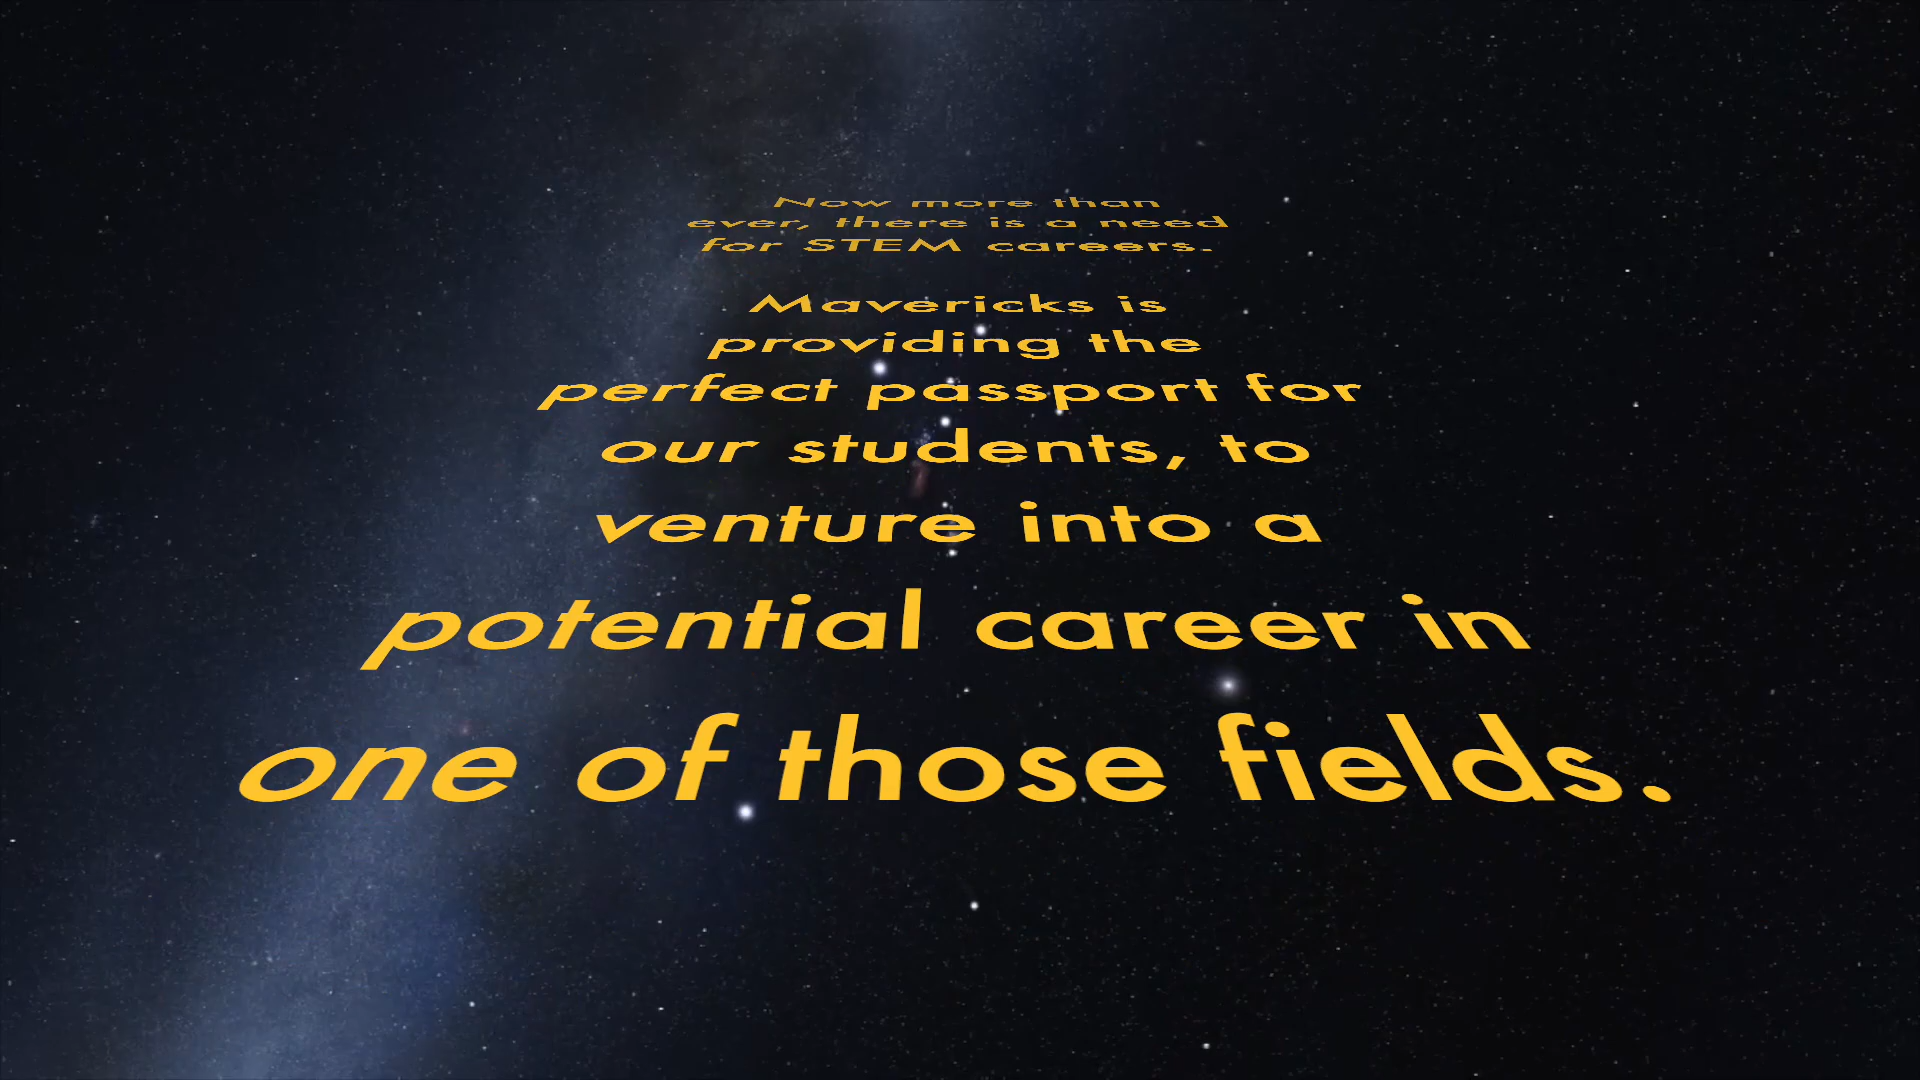 Now more than
ever, there is a need
for STEM careers.
Mavericks is
providing the
perfect passport for
our students, to
venture into a
potential career in
one of those fields.